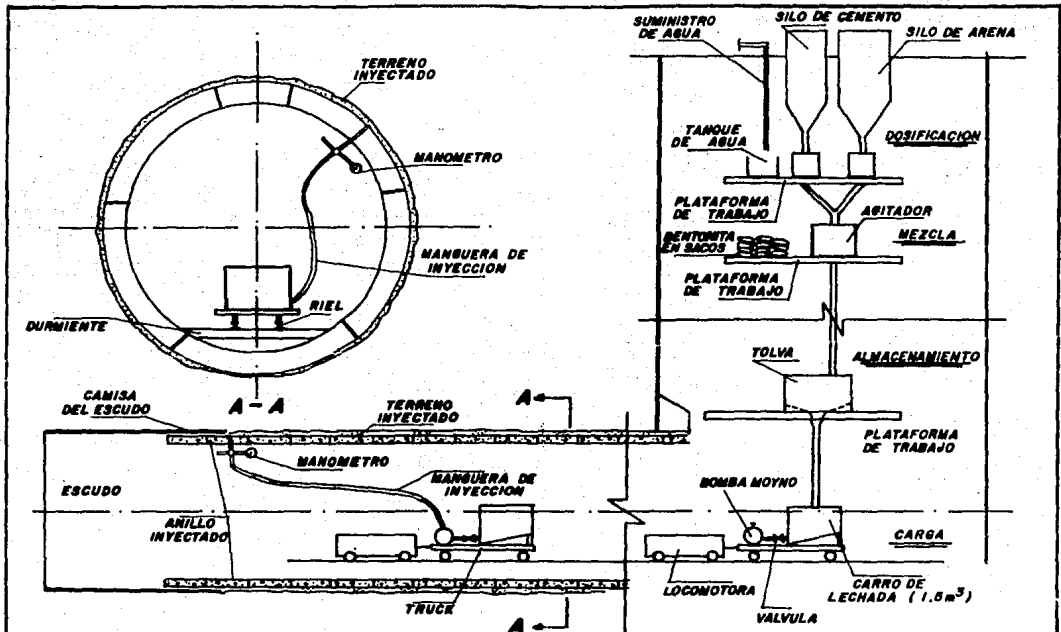 TERRENO
INYECTADO
MANOMETRO
MANGUERA DE
INYECCION
RIEL
DURMIENTE
A - A
SUMINISTRO
DE AGUA
SILO DE CEMENTO
SILO DE ARENA
TANQUE
DE AGUA
DOSIFICACION
PLATAFORMA
DE TRABAJO
AGITADOR
BENTONITA
EN SACOS
MEZCLA
PLATAFORMA
DE TRABAJO
TOLVA
ALMACENAMIENTO
PLATAFORMA
DE TRABAJO
CAMISA
DEL ESCUDO
TERRENO
INYECTADO
A
MANOMETRO
MANGUERA DE
INYECCION
ESCUDO
ANILLO
INYECTADO
TRUCK
A
BOMBA MOYNO
CARGA
LOCOMOTORA
VALVULA
CARRO DE
LECHADA ( 1.5 m³)